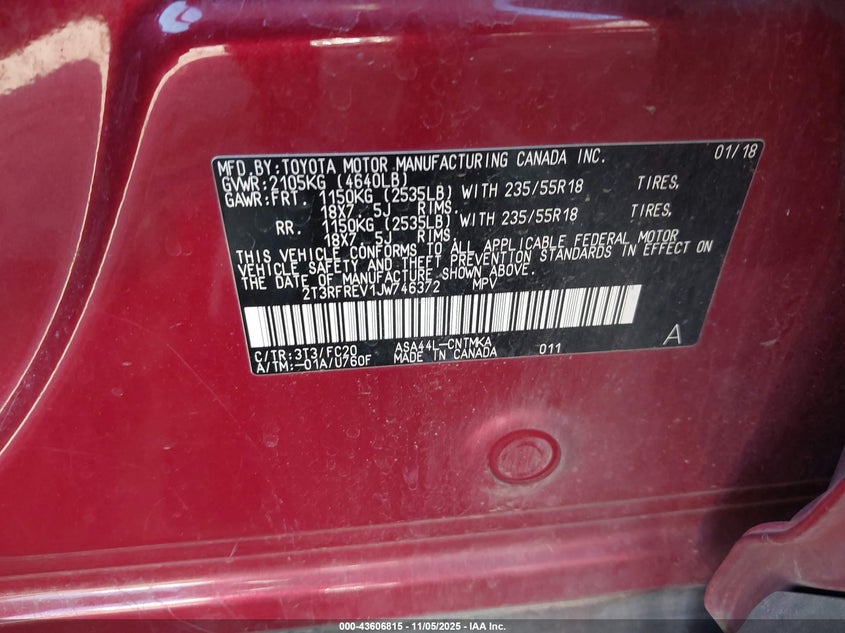 MFD.BY:TOYOTA MOTOR MANUFACTURING CANADA INC. 01/18
GVWR:2105KG (4640LB)
GAWR:FRT. 1150KG (2535LB) WITH 235/55R18 TIRES,
18X7.5J RIMS.
RR. 1150KG (2535LB) WITH 235/55R18 TIRES,
18X7.5J RIMS.
THIS VEHICLE CONFORMS TO ALL APPLICABLE FEDERAL MOTOR
VEHICLE SAFETY AND THEFT PREVENTION STANDARDS IN EFFECT ON
THE DATE OF MANUFACTURE SHOWN ABOVE.
2T3RFREV1JW746372 MPV
C/TR:3T3/FC20 ASA44L-CNTMKA 011 A
A/TM:-01A/U760F MADE IN CANADA
000-43606815 - 11/05/2025 - IAA Inc.